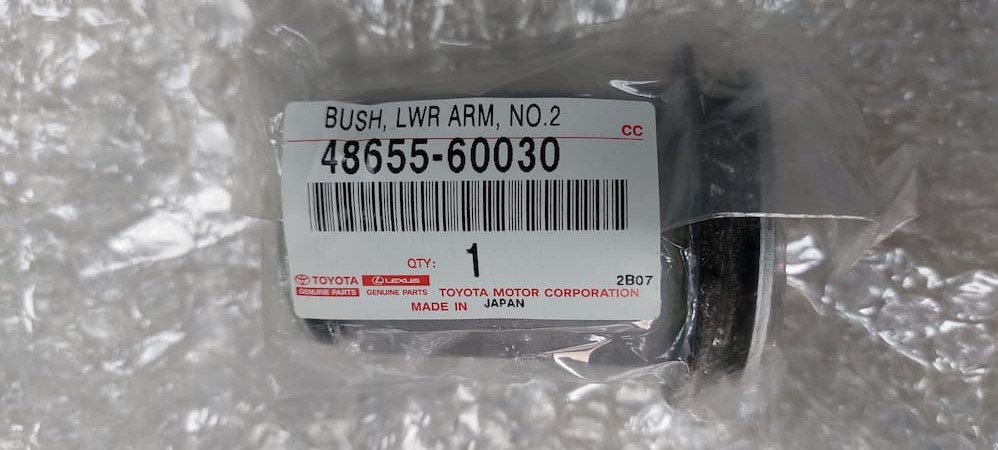 BUSH, LWR ARM, NO.2
CC
48655-60030
QTY: 1
TOYOTA LEXUS 2B07
GENUINE PARTS GENUINE PARTS TOYOTA MOTOR CORPORATION
MADE IN JAPAN